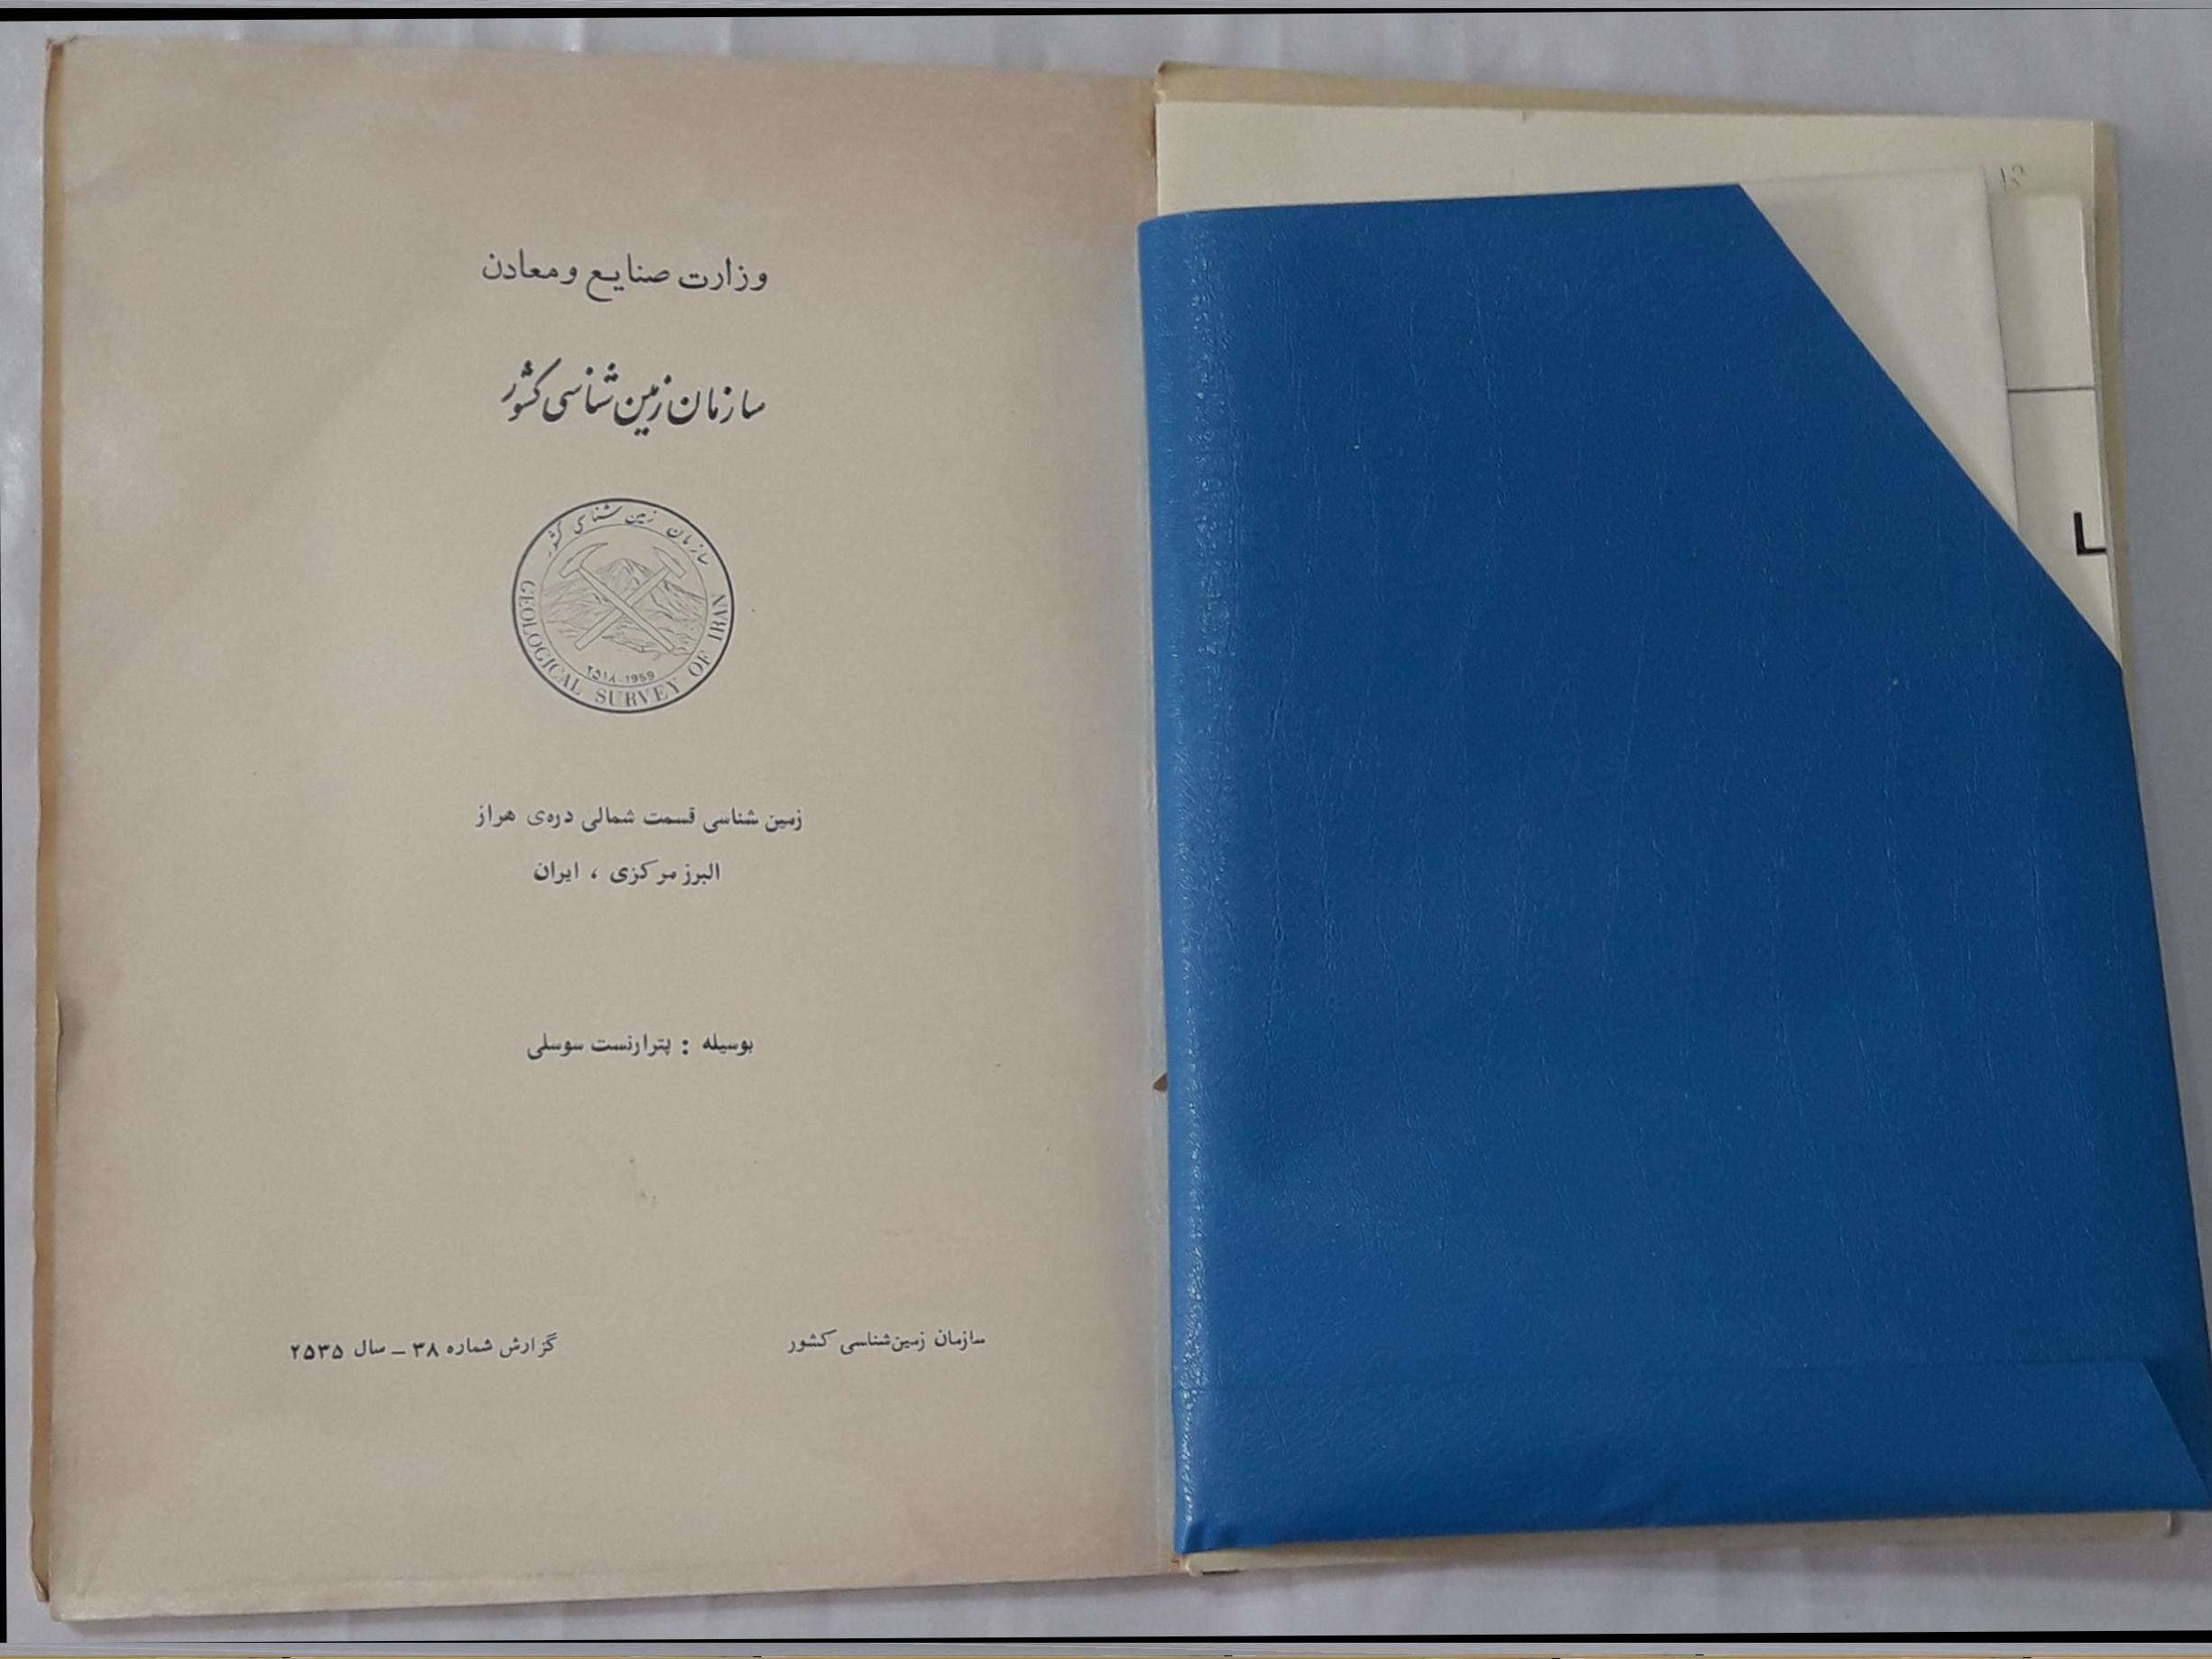 وزارت صنایع و معادن
سازمان زمین شناسی کشور
سازمان زمین شناسی کشور
۲۵۱۸-1959
GEOLOGICAL SURVEY OF IRAN
زمین شناسی قسمت شمالی دره‌ی هراز
البرز مرکزی ، ایران
بوسیله : پترارنست سوسلی
سازمان زمین‌شناسی کشور
گزارش شماره ۳۸ – سال ۲۵۳۵
L